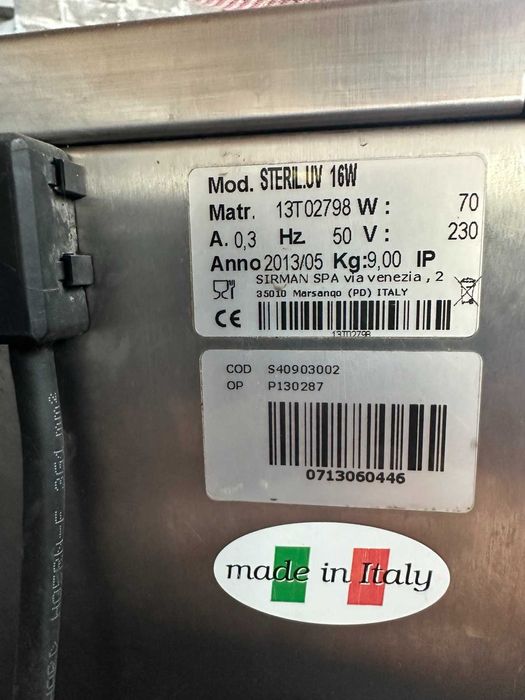 Mod. STERIL.UV 16W
Matr. 13T02798 W: 70
A. 0,3 Hz 50 V: 230
Anno 2013/05 Kg:9,00 IP
SIRMAN SPA via venezia , 2
35010 Marsango (PD) ITALY
CE
13T02798
COD S40903002
OP P130287
0713060446
made in Italy